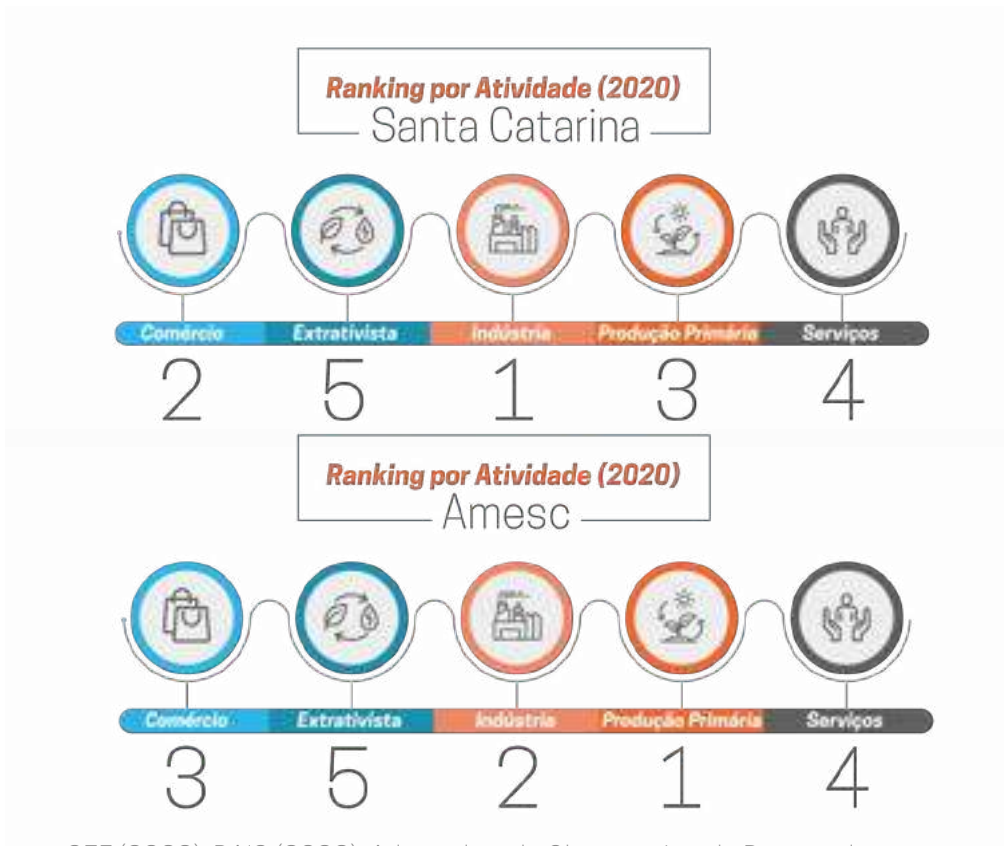 Ranking por Atividade (2020)
Santa Catarina
Comércio Extrativista Indústria Produção Primária Serviços
2 5 1 3 4
Ranking por Atividade (2020)
Amesc
Comércio Extrativista Indústria Produção Primária Serviços
3 5 2 1 4